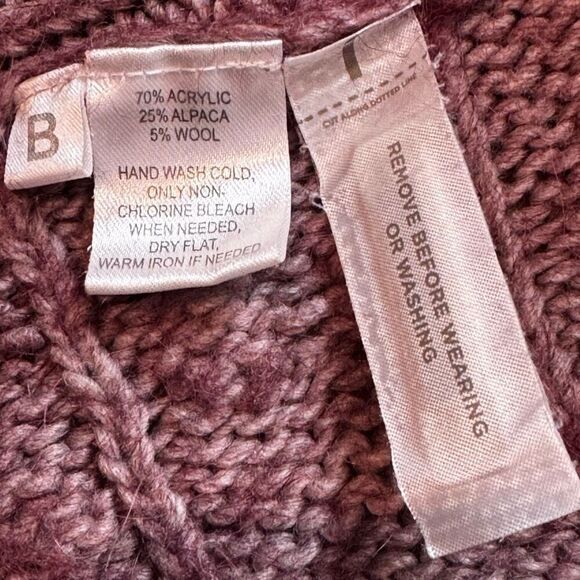 B
70% ACRYLIC
25% ALPACA
5% WOOL
HAND WASH COLD,
ONLY NON-
CHLORINE BLEACH
WHEN NEEDED,
DRY FLAT,
WARM IRON IF NEEDED
CUT ALONG DOTTED LINE
REMOVE BEFORE WEARING
OR WASHING